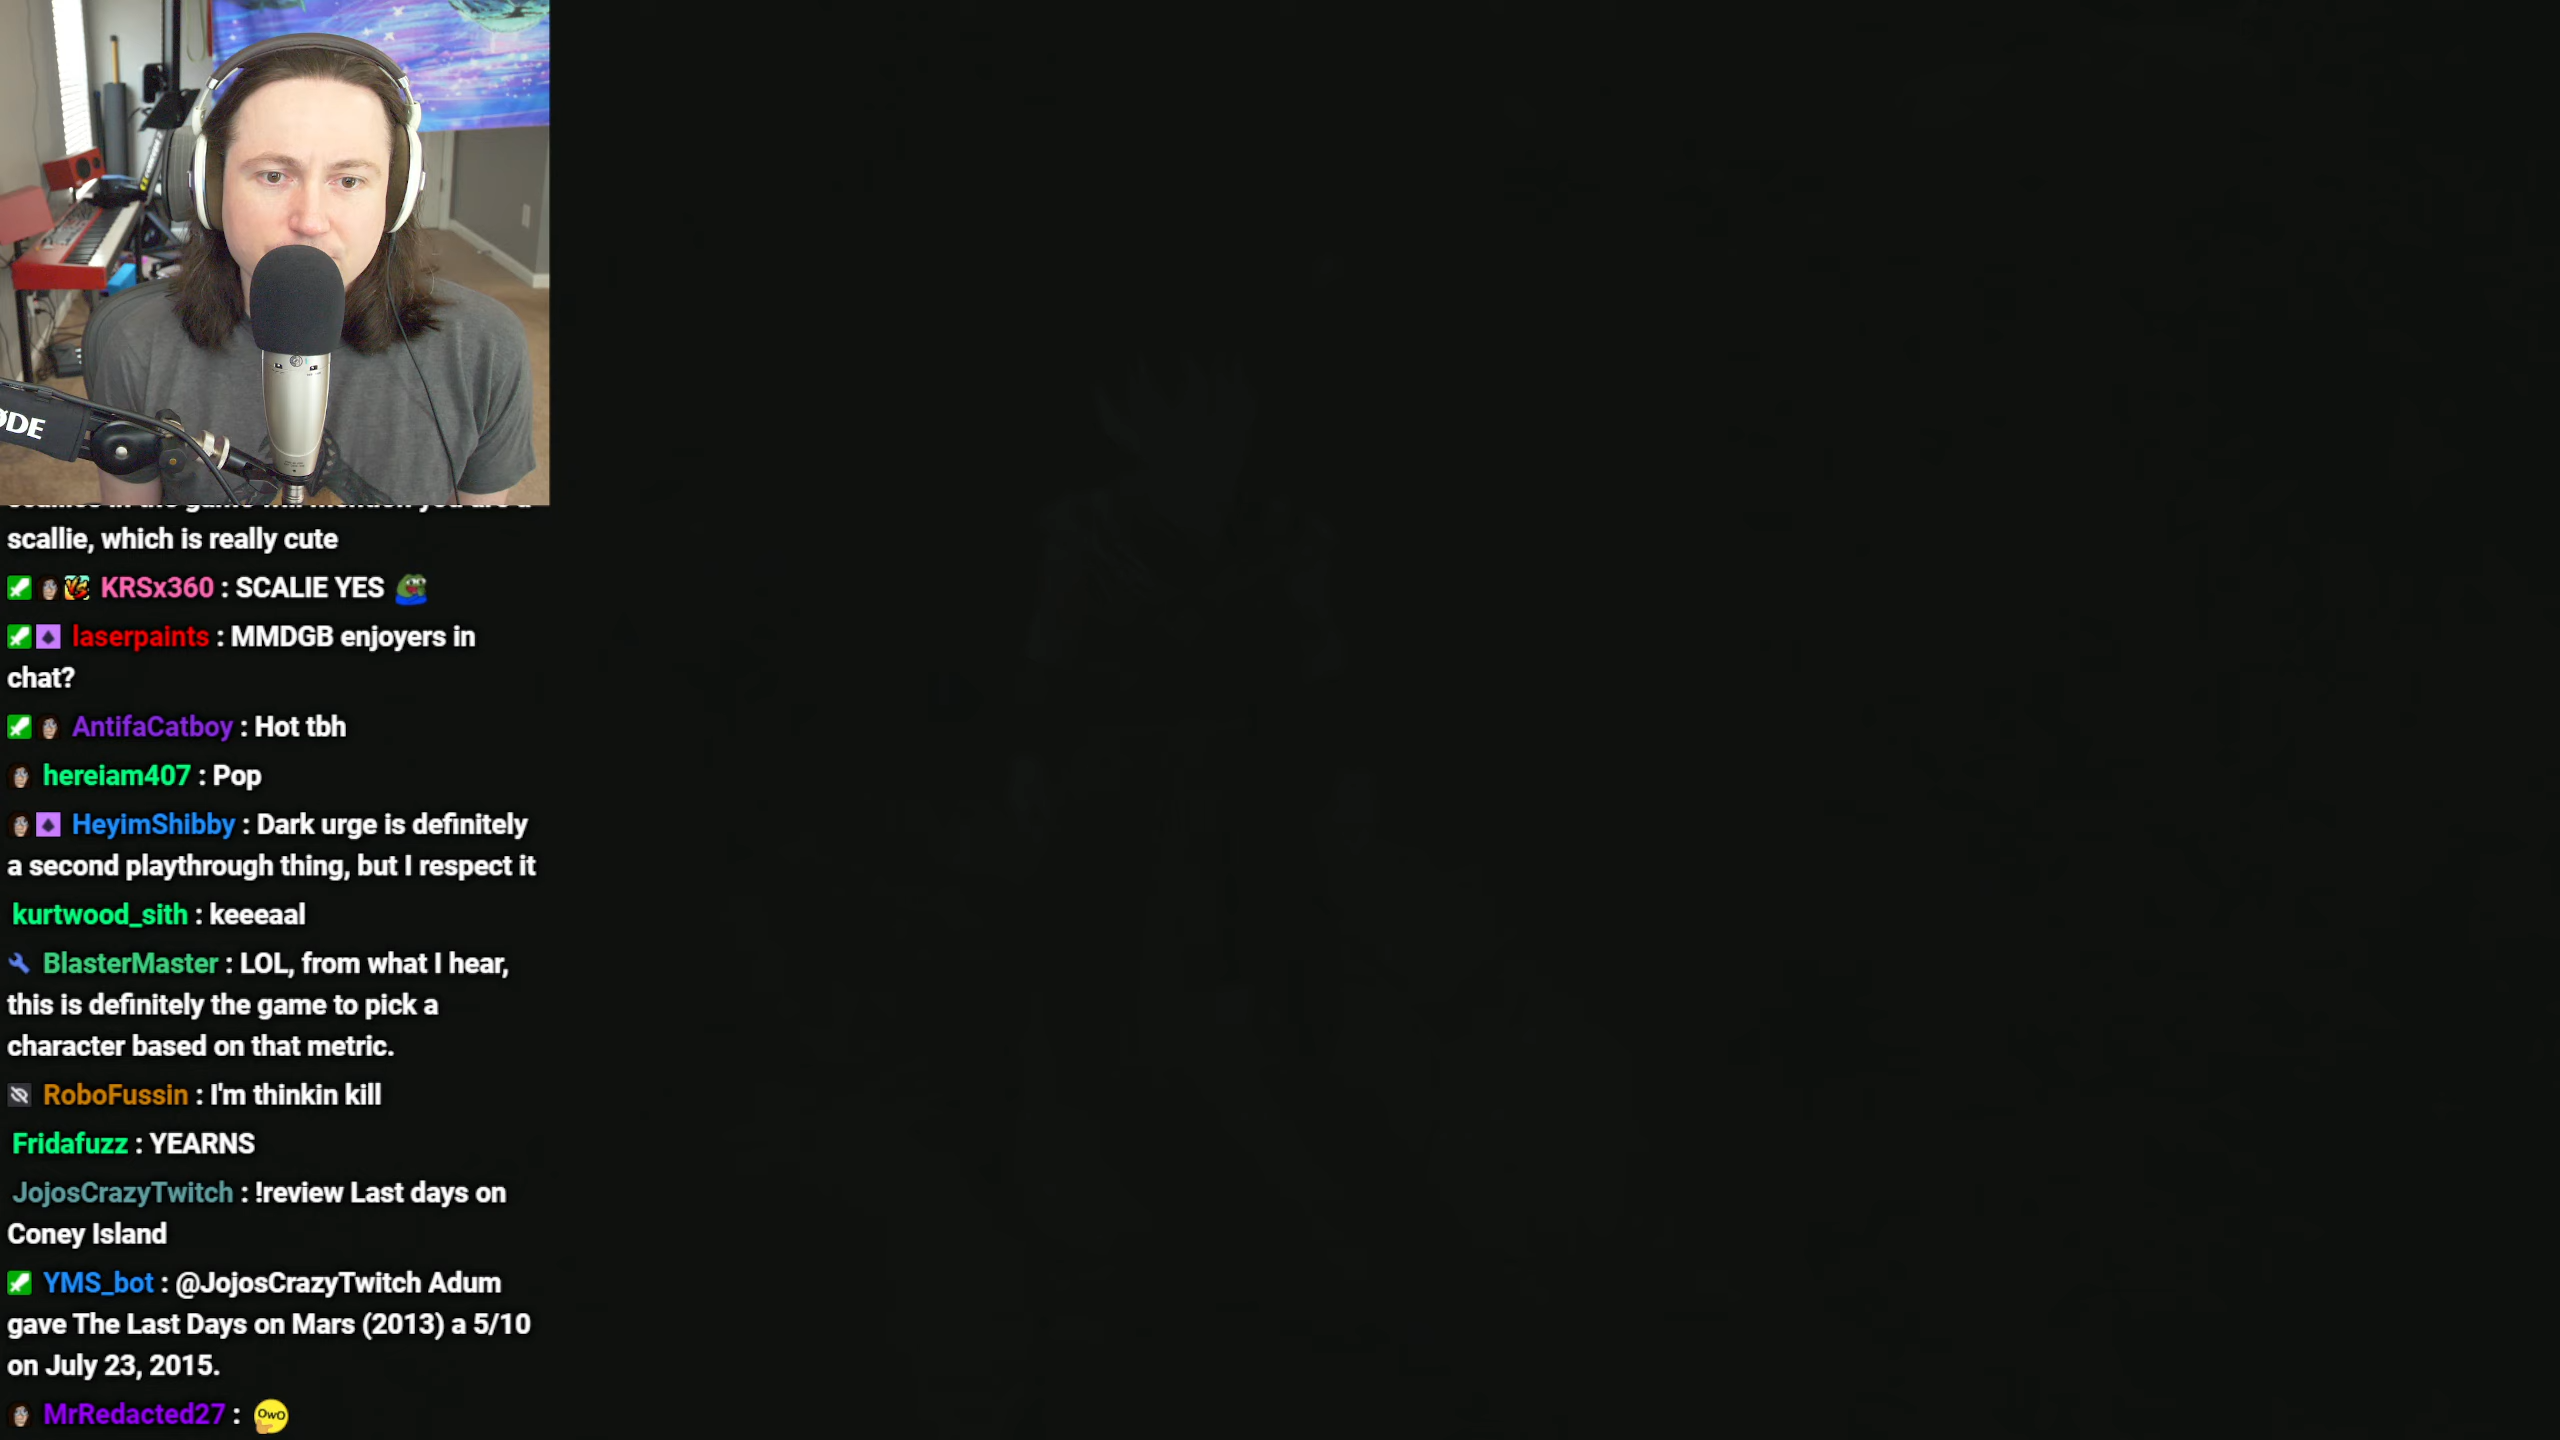 ØDE
scallie, which is really cute
KRSx360 : SCALIE YES
laserpaints : MMDGB enjoyers in
chat?
AntifaCatboy : Hot tbh
hereiam407 : Pop
HeyimShibby : Dark urge is definitely
a second playthrough thing, but I respect it
kurtwood_sith : keeeaal
BlasterMaster : LOL, from what I hear,
this is definitely the game to pick a
character based on that metric.
RoboFussin : I'm thinkin kill
Fridafuzz : YEARNS
JojosCrazyTwitch : !review Last days on
Coney Island
YMS_bot : @JojosCrazyTwitch Adum
gave The Last Days on Mars (2013) a 5/10
on July 23, 2015.
MrRedacted27 :
OwO